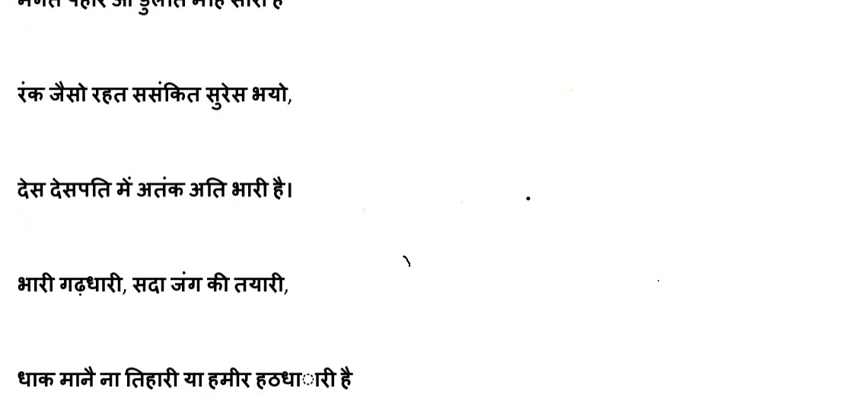 रंक जैसो रहत ससंकित सुरेस भयो,
देस देसपति में अतंक अति भारी है।
भारी गढ़धारी, सदा जंग की तयारी,
धाक मानै ना तिहारी या हमीर हठधाारी है